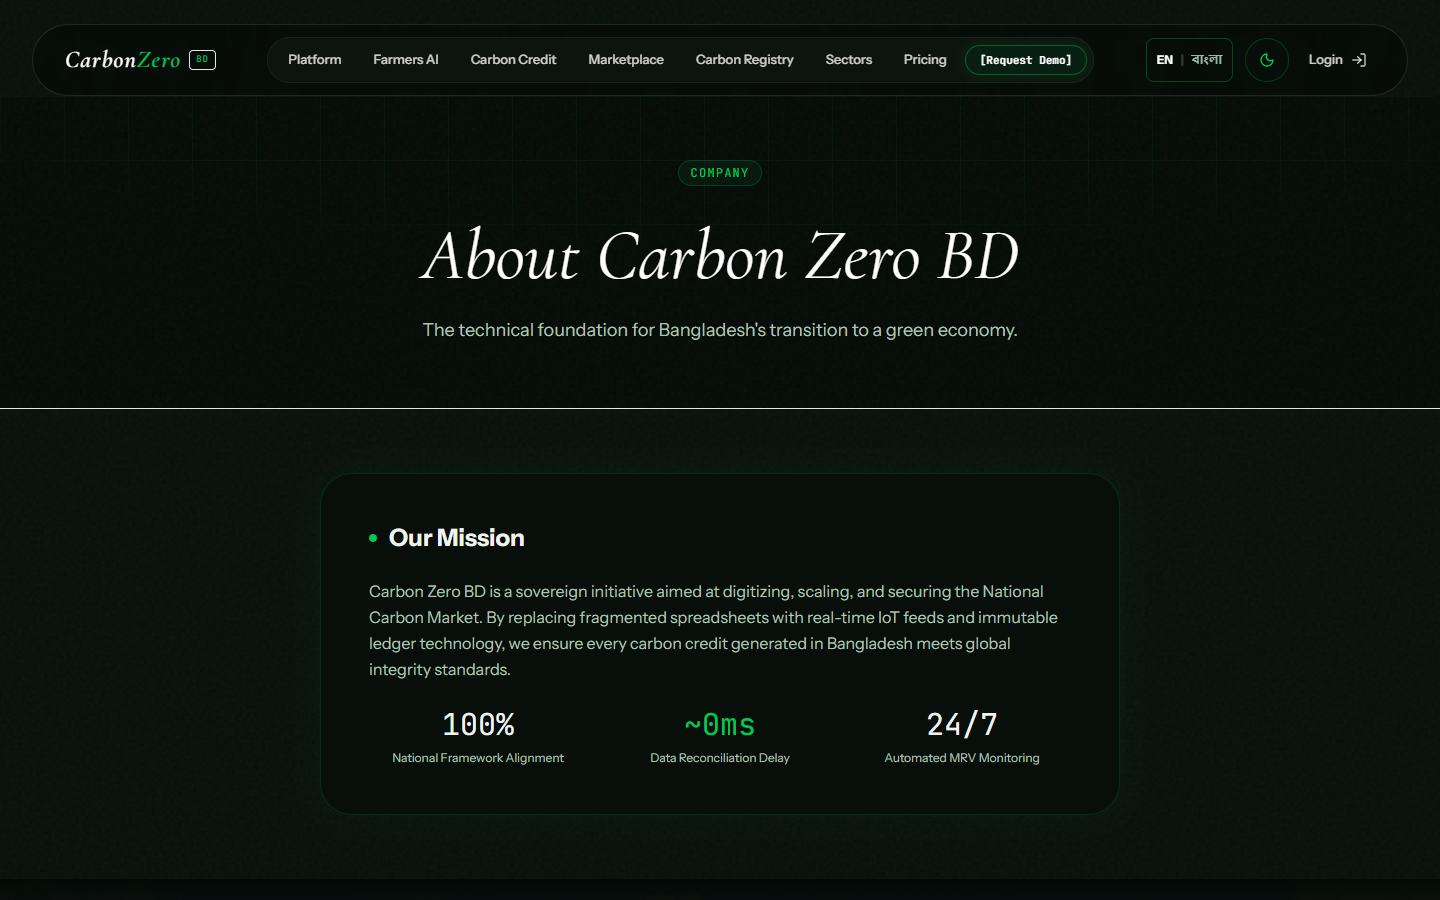 CarbonZero BD
Platform
Farmers AI
Carbon Credit
Marketplace
Carbon Registry
Sectors
Pricing
[Request Demo]
EN | বাংলা
Login
COMPANY
About Carbon Zero BD
The technical foundation for Bangladesh's transition to a green economy.
Our Mission
Carbon Zero BD is a sovereign initiative aimed at digitizing, scaling, and securing the National
Carbon Market. By replacing fragmented spreadsheets with real-time IoT feeds and immutable
ledger technology, we ensure every carbon credit generated in Bangladesh meets global
integrity standards.
100%
National Framework Alignment
~0ms
Data Reconciliation Delay
24/7
Automated MRV Monitoring